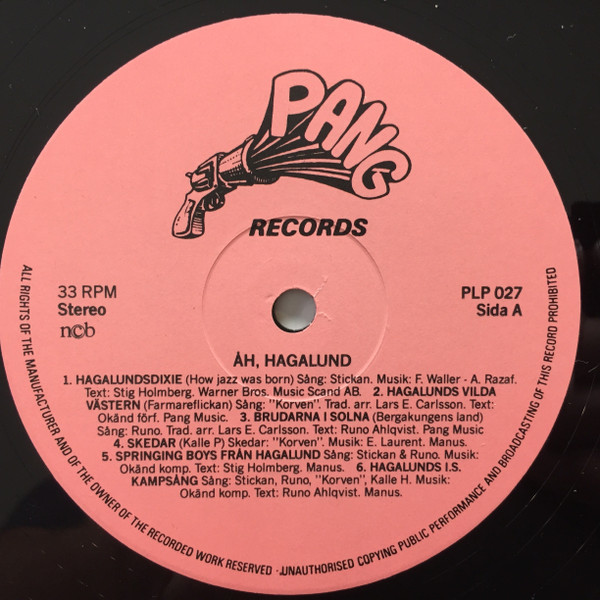 PANG
RECORDS
33 RPM
Stereo
n©b
PLP 027
Sida A
ÅH, HAGALUND
1. HAGALUNDSDIXIE (How jazz was born) Sång: Stickan. Musik: F. Waller - A. Razaf.
Text: Stig Holmberg. Warner Bros. Music Scand AB. 2. HAGALUNDS VILDA
VÄSTERN (Farmareflickan) Sång: "Korven". Trad. arr. Lars E. Carlsson. Text:
Okänd förf. Pang Music. 3. BRUDARNA I SOLNA (Bergakungens land)
Sång: Runo. Trad. arr. Lars E. Carlsson. Text: Runo Ahlqvist. Pang Music
4. SKEDAR (Kalle P) Skedar: "Korven". Musik: E. Laurent. Manus.
5. SPRINGING BOYS FRÅN HAGALUND Sång: Stickan & Runo. Musik:
Okänd komp. Text: Stig Holmberg. Manus. 6. HAGALUNDS I.S.
KAMPSÅNG Sång: Stickan, Runo, "Korven", Kalle H. Musik:
Okänd komp. Text: Runo Ahlqvist. Manus.
ALL RIGHTS OF THE MANUFACTURER AND OF THE OWNER OF THE RECORDED WORK RESERVED · UNAUTHORISED COPYING PUBLIC PERFORMANCE AND BROADCASTING OF THIS RECORD PROHIBITED